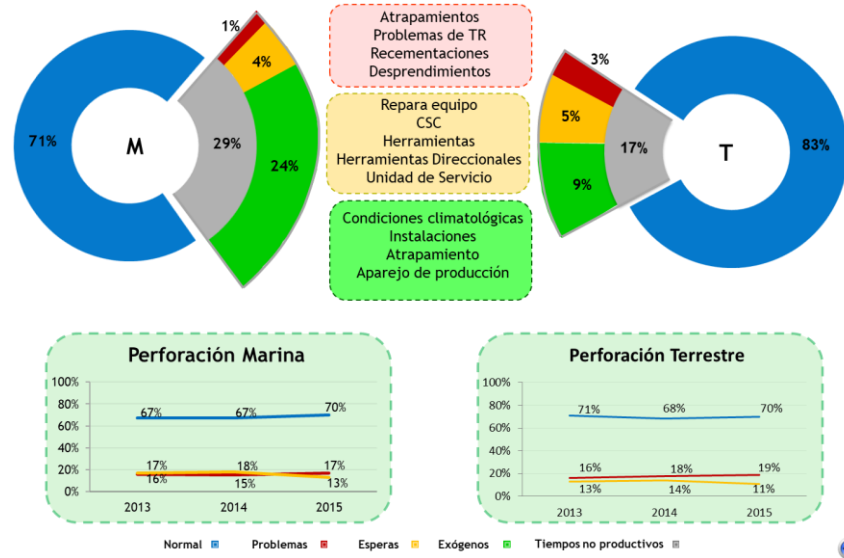 1%
4%
71%
M
29%
24%
Atrapamientos
Problemas de TR
Recementaciones
Desprendimientos
Repara equipo
CSC
Herramientas
Herramientas Direccionales
Unidad de Servicio
Condiciones climatológicas
Instalaciones
Atrapamiento
Aparejo de producción
3%
5%
17%
T
83%
9%
Perforación Marina
100%
80%
60%
40%
20%
0%
67%
67%
70%
17%
18%
17%
16%
15%
13%
2013
2014
2015
Perforación Terrestre
100%
80%
60%
40%
20%
0%
71%
68%
70%
16%
18%
19%
13%
14%
11%
2013
2014
2015
Normal
Problemas
Esperas
Exógenos
Tiempos no productivos